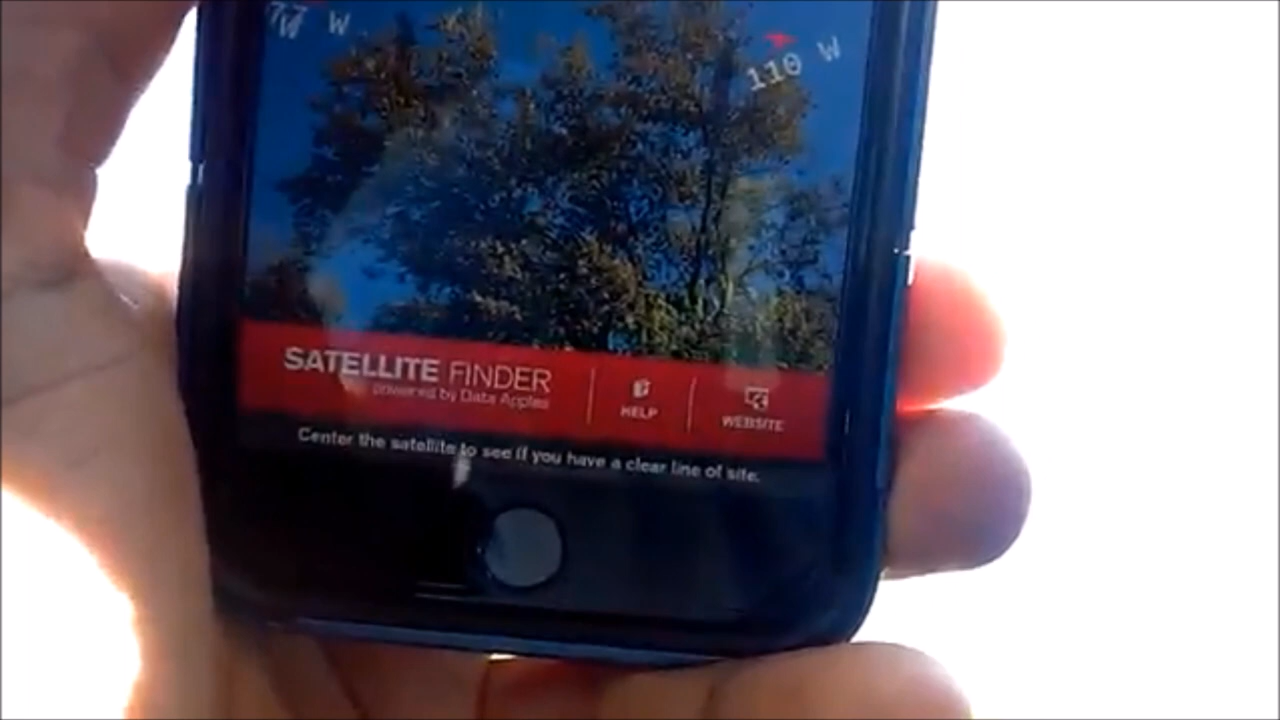 77 W
W
110 W
SATELLITE FINDER
powered by Data Apples
HELP
WEBSITE
Center the satellite to see if you have a clear line of site.